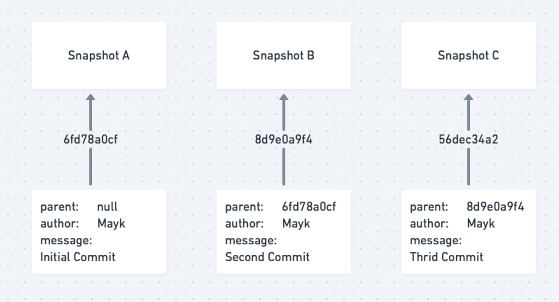 Snapshot A
Snapshot B
Snapshot C
6fd78a0cf
8d9e0a9f4
56dec34a2
parent: null
author: Mayk
message:
Initial Commit
parent: 6fd78a0cf
author: Mayk
message:
Second Commit
parent: 8d9e0a9f4
author: Mayk
message:
Thrid Commit